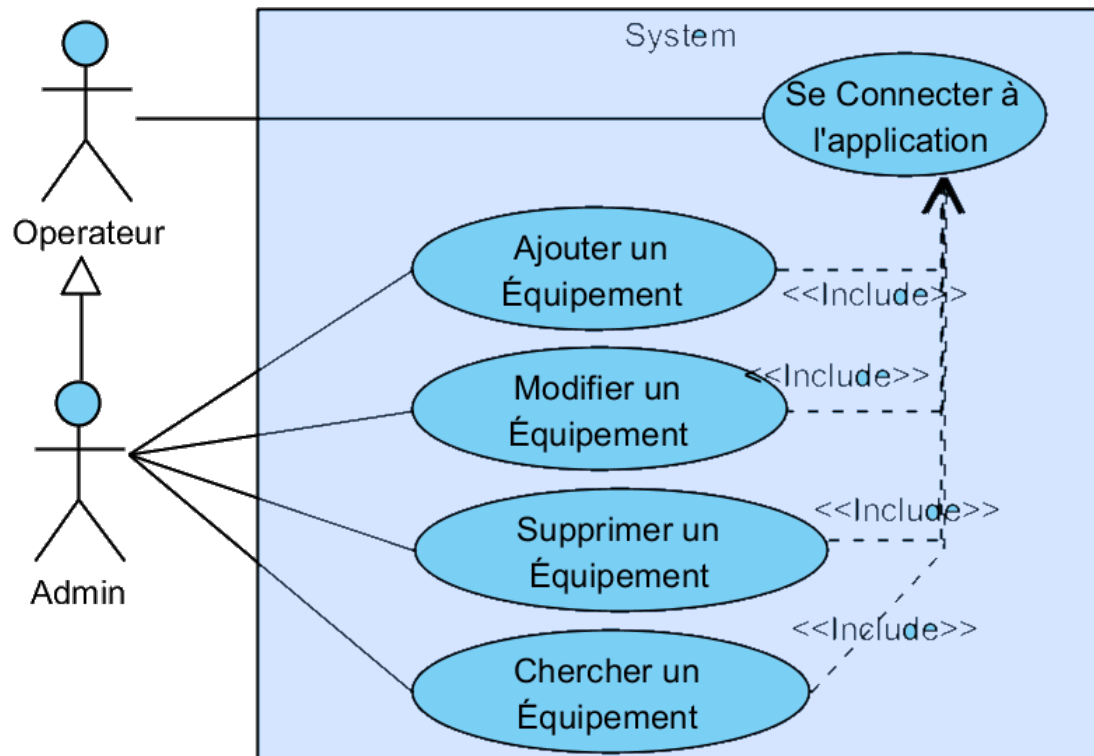 System
Se Connecter à
l'application
Operateur
Ajouter un
Équipement
<<Include>>
Modifier un
Équipement
<<Include>>
Supprimer un
Équipement
<<Include>>
Admin
Chercher un
Équipement
<<Include>>